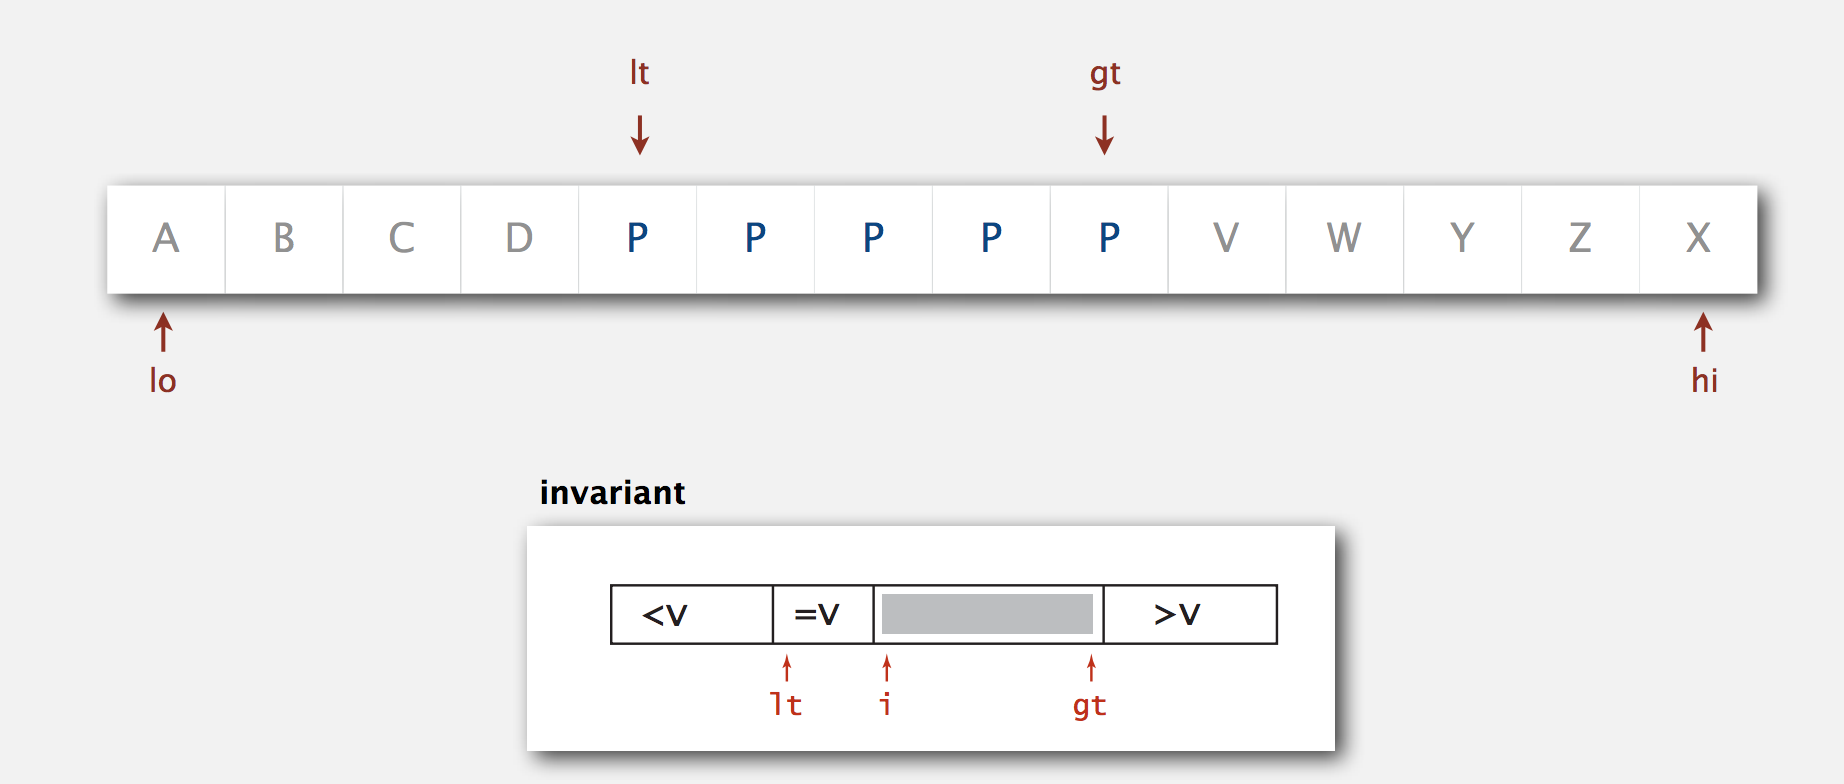 lt gt
A B C D P P P P P V W Y Z X
lo hi
invariant
<V =V >V
lt i gt